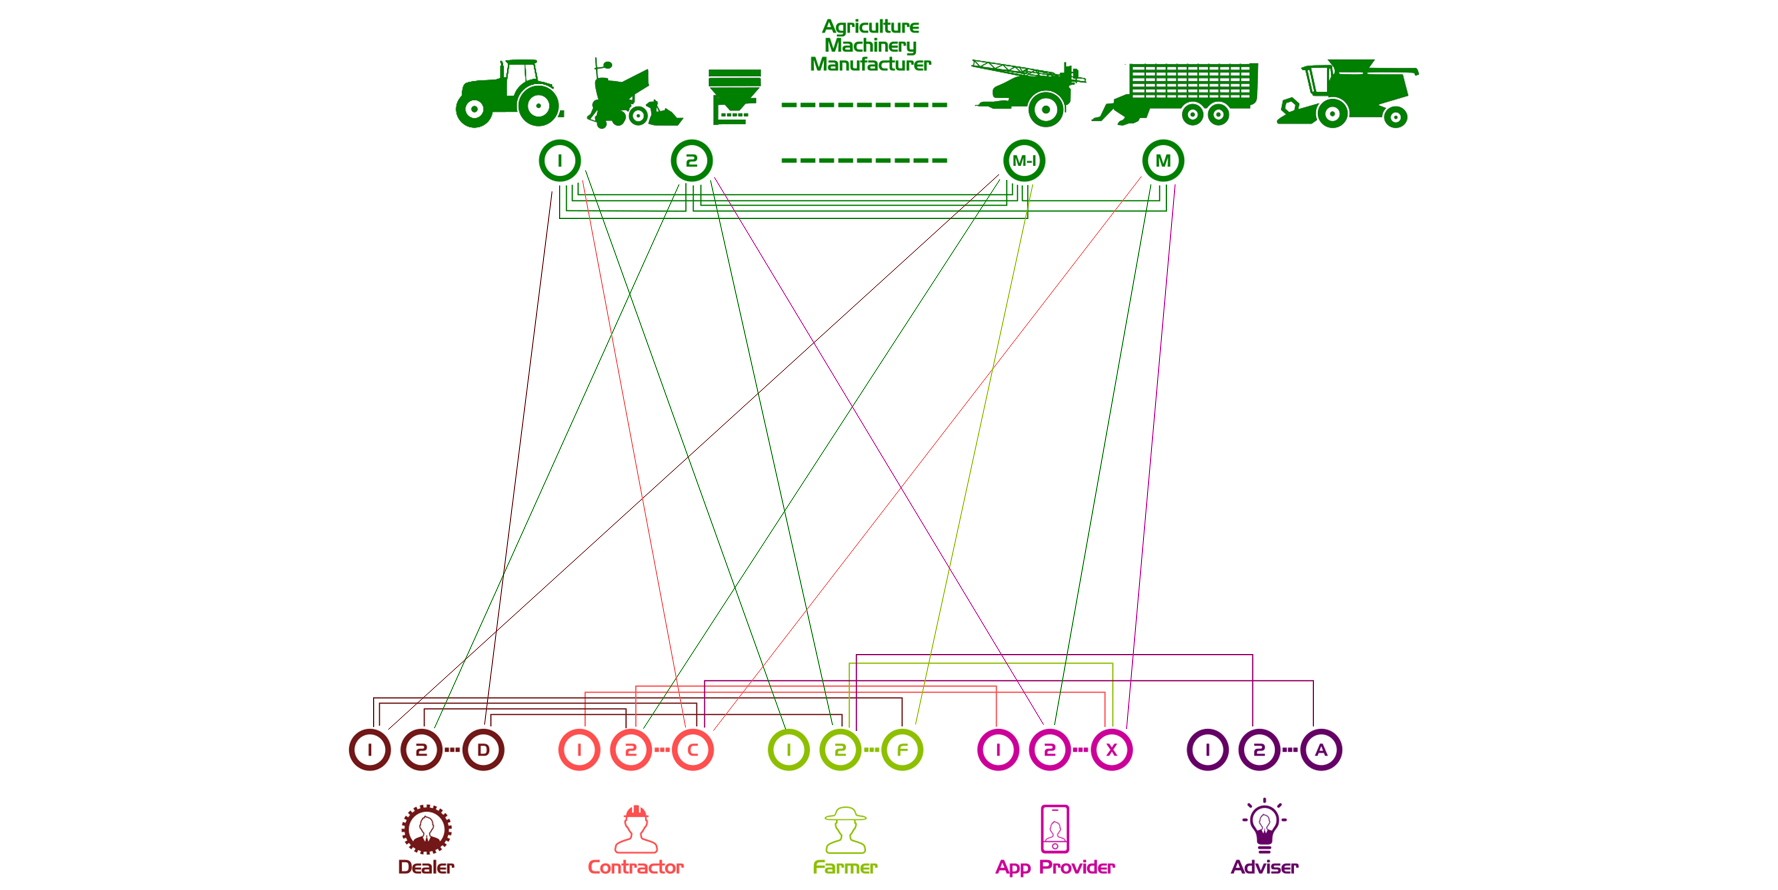 Agriculture
Machinery
Manufacturer
1 2 M-1 M
1 2 D 1 2 C 1 2 F 1 2 X 1 2 A
Dealer Contractor Farmer App Provider Adviser